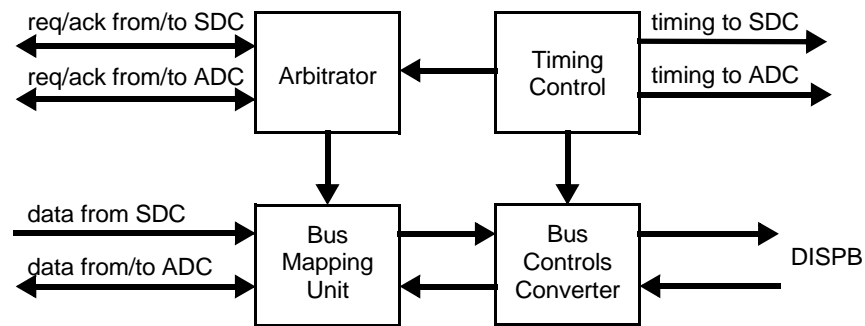 req/ack from/to SDC
req/ack from/to ADC
Arbitrator
Timing
Control
timing to SDC
timing to ADC
data from SDC
data from/to ADC
Bus
Mapping
Unit
Bus
Controls
Converter
DISPB